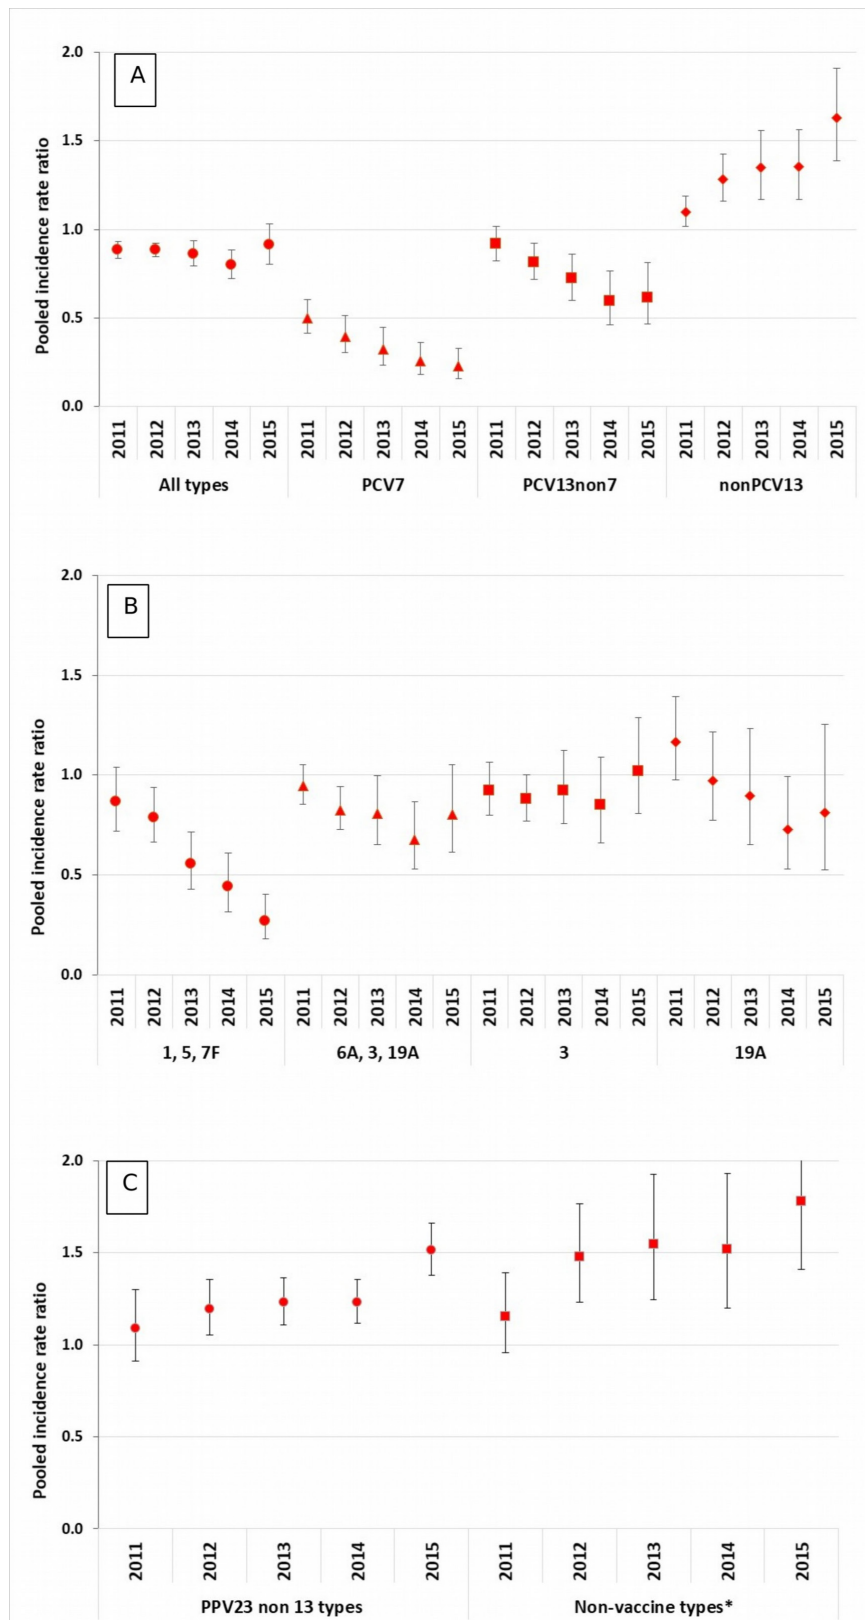 A
Pooled incidence rate ratio
2.0
1.5
1.0
0.5
0.0
2011 2012 2013 2014 2015 2011 2012 2013 2014 2015 2011 2012 2013 2014 2015 2011 2012 2013 2014 2015
All types PCV7 PCV13non7 nonPCV13
B
Pooled incidence rate ratio
2.0
1.5
1.0
0.5
0.0
2011 2012 2013 2014 2015 2011 2012 2013 2014 2015 2011 2012 2013 2014 2015 2011 2012 2013 2014 2015
1, 5, 7F 6A, 3, 19A 3 19A
C
Pooled incidence rate ratio
2.0
1.5
1.0
0.5
0.0
2011 2012 2013 2014 2015 2011 2012 2013 2014 2015
PPV23 non 13 types Non-vaccine types*